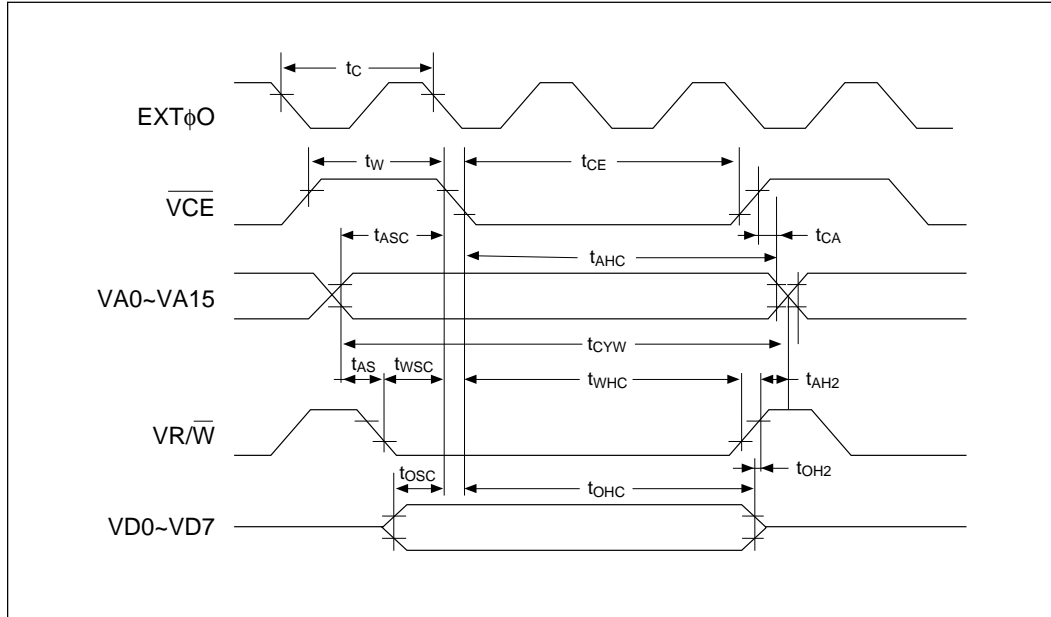 tC
EXTϕO
tW
tCE
V̅C̅E̅
tASC
tCA
tAHC
VA0~VA15
tCYW
tAS
tWSC
tWHC
tAH2
VR/W̅
tOSC
tOH2
tOHC
VD0~VD7